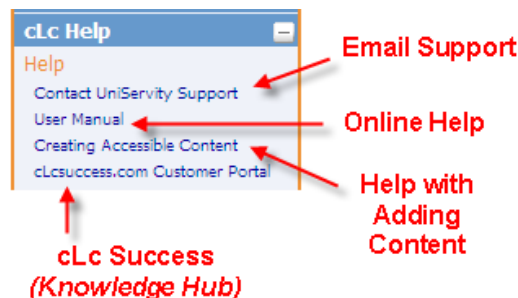 cLc Help
Help
Contact UniServity Support
User Manual
Creating Accessible Content
cLcsuccess.com Customer Portal
Email Support
Online Help
Help with
Adding
Content
cLc Success
(Knowledge Hub)